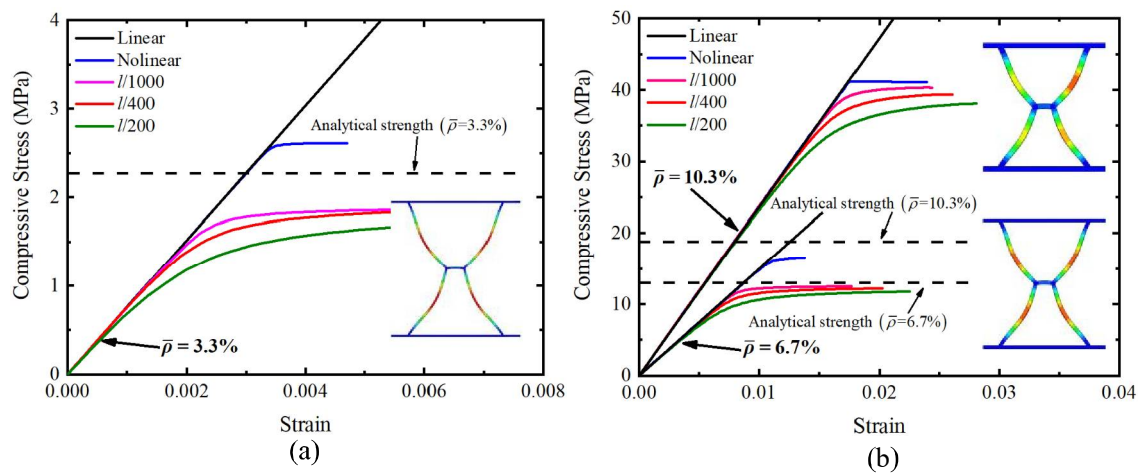 (a)
4
3
2
1
0
0.000 0.002 0.004 0.006 0.008
Compressive Stress (MPa)
Strain
Linear
Nolinear
l/1000
l/400
l/200
Analytical strength (ρ̅=3.3%)
ρ̅ = 3.3%
(a)
50
40
30
20
10
0
0.00 0.01 0.02 0.03 0.04
Compressive Stress (MPa)
Strain
Linear
Nolinear
l/1000
l/400
l/200
ρ̅ = 10.3%
Analytical strength (ρ̅=10.3%)
Analytical strength (ρ̅=6.7%)
ρ̅ = 6.7%
(b)